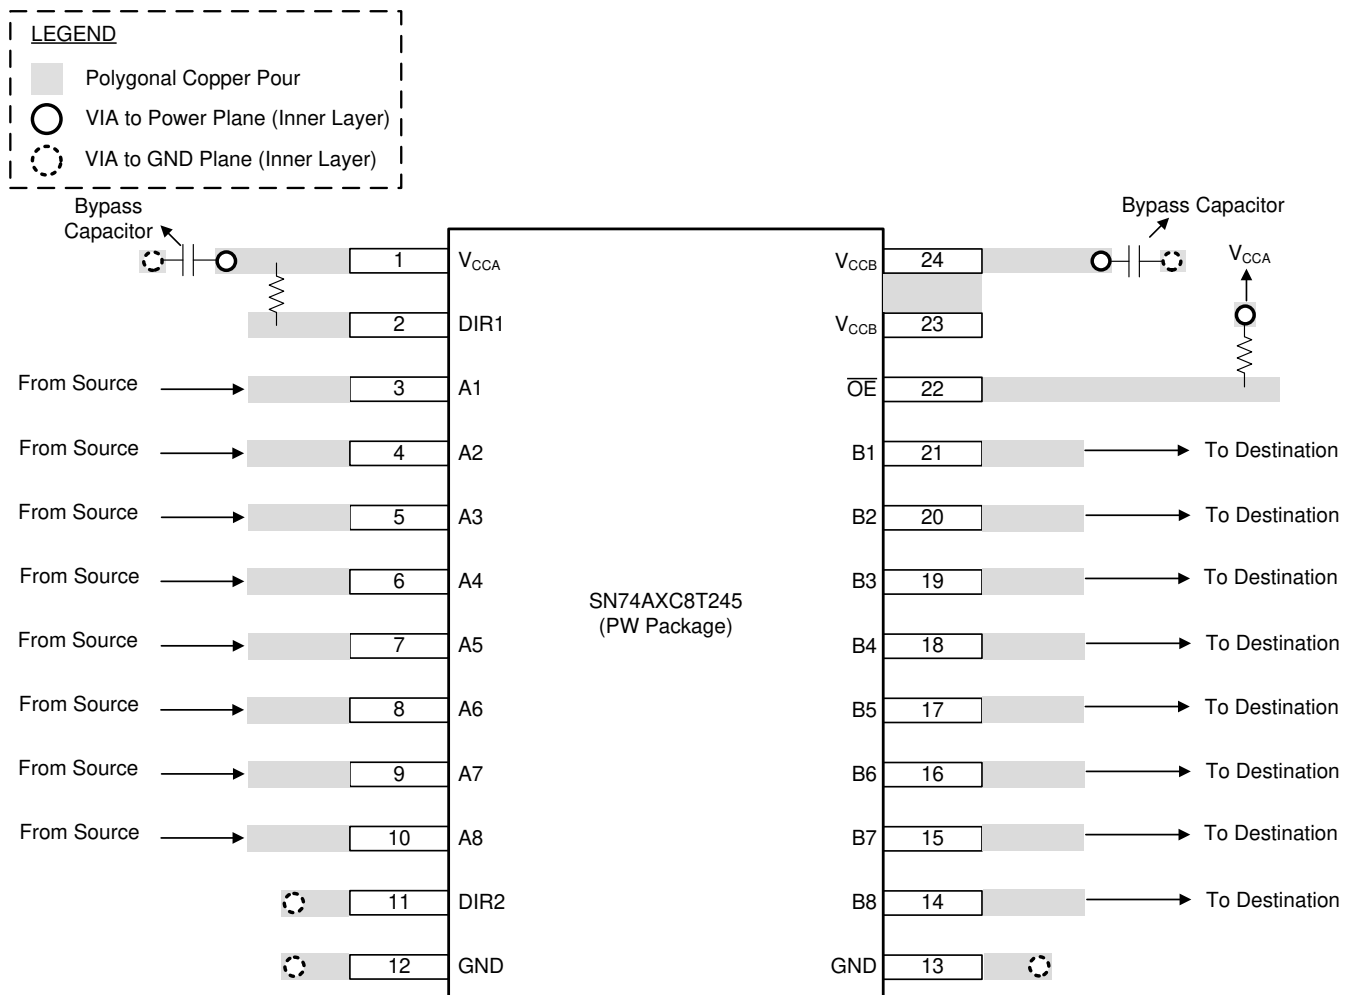 LEGEND
Polygonal Copper Pour
VIA to Power Plane (Inner Layer)
VIA to GND Plane (Inner Layer)
Bypass
Capacitor
Bypass Capacitor
VCCA
1 VCCA
VCCB 24
2 DIR1
VCCB 23
From Source 3 A1
OE 22
From Source 4 A2
B1 21 To Destination
From Source 5 A3
B2 20 To Destination
From Source 6 A4
B3 19 To Destination
SN74AXC8T245
(PW Package)
From Source 7 A5
B4 18 To Destination
From Source 8 A6
B5 17 To Destination
From Source 9 A7
B6 16 To Destination
From Source 10 A8
B7 15 To Destination
11 DIR2
B8 14 To Destination
12 GND
GND 13